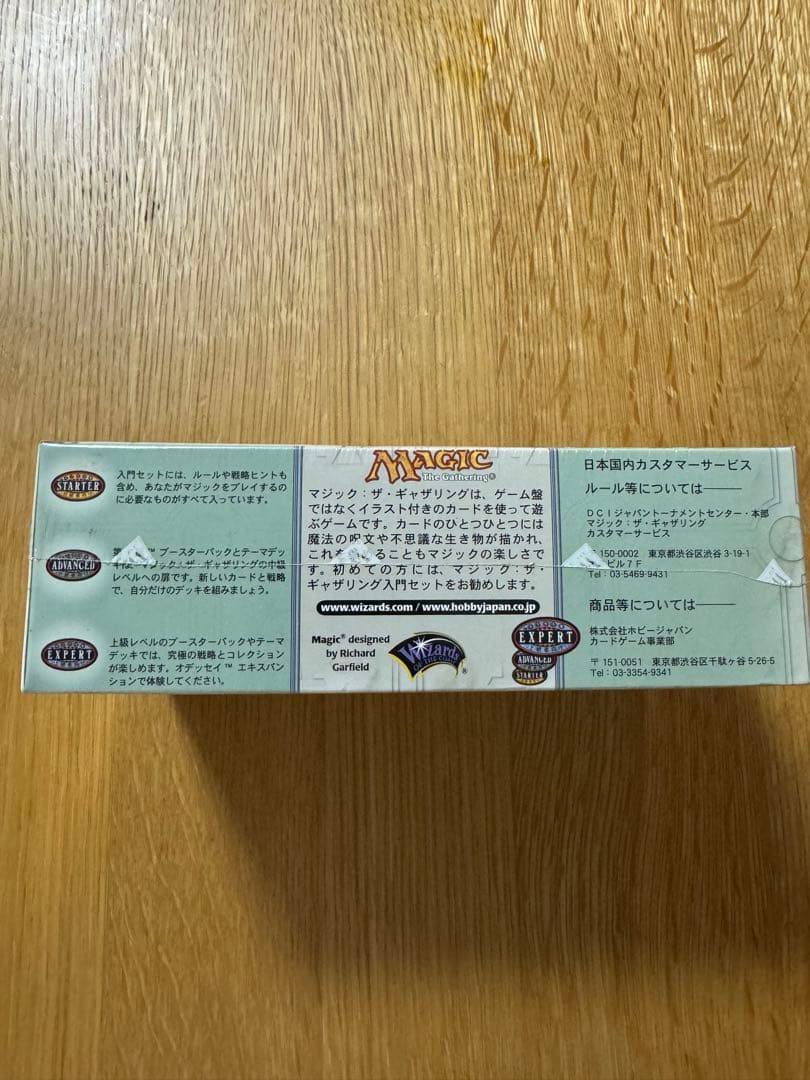 STARTER
入門セットには、ルールや戦略ヒントも
含め、あなたがマジックをプレイするの
に必要なものがすべて入っています。
ADVANCED
ブースターパックとテーマデッ
マジック:ザ・ギャザリングの中級
レベルへの扉です。新しいカードと戦略
で、自分だけのデッキを組みましょう。
EXPERT
上級レベルのブースターパックやテーマ
デッキでは、究極の戦略とコレクション
が楽しめます。オデッセイ™ エキスパン
ションで体験してください。
MAGIC
The Gathering®
マジック:ザ・ギャザリングは、ゲーム盤
ではなくイラスト付きのカードを使って遊
ぶゲームです。カードのひとつひとつには
魔法の呪文や不思議な生き物が描かれ、
これ ることもマジックの楽しさで
す。初めての方には、マジック:ザ・
ギャザリング入門セットをお勧めします。
www.wizards.com / www.hobbyjapan.co.jp
Magic® designed
by Richard
Garfield
Wizards
OF THE COAST
®
EXPERT
ADVANCED
STARTER
日本国内カスタマーサービス
ルール等については――
DCIジャパントーナメントセンター・本部
マジック:ザ・ギャザリング
カスタマーサービス
150-0002 東京都渋谷区渋谷 3-19-1
ビル7F
Tel:03-5469-9431
商品等については――
株式会社ホビージャパン
カードゲーム事業部
〒151-0051 東京都渋谷区千駄ヶ谷 5-26-5
Tel:03-3354-9341